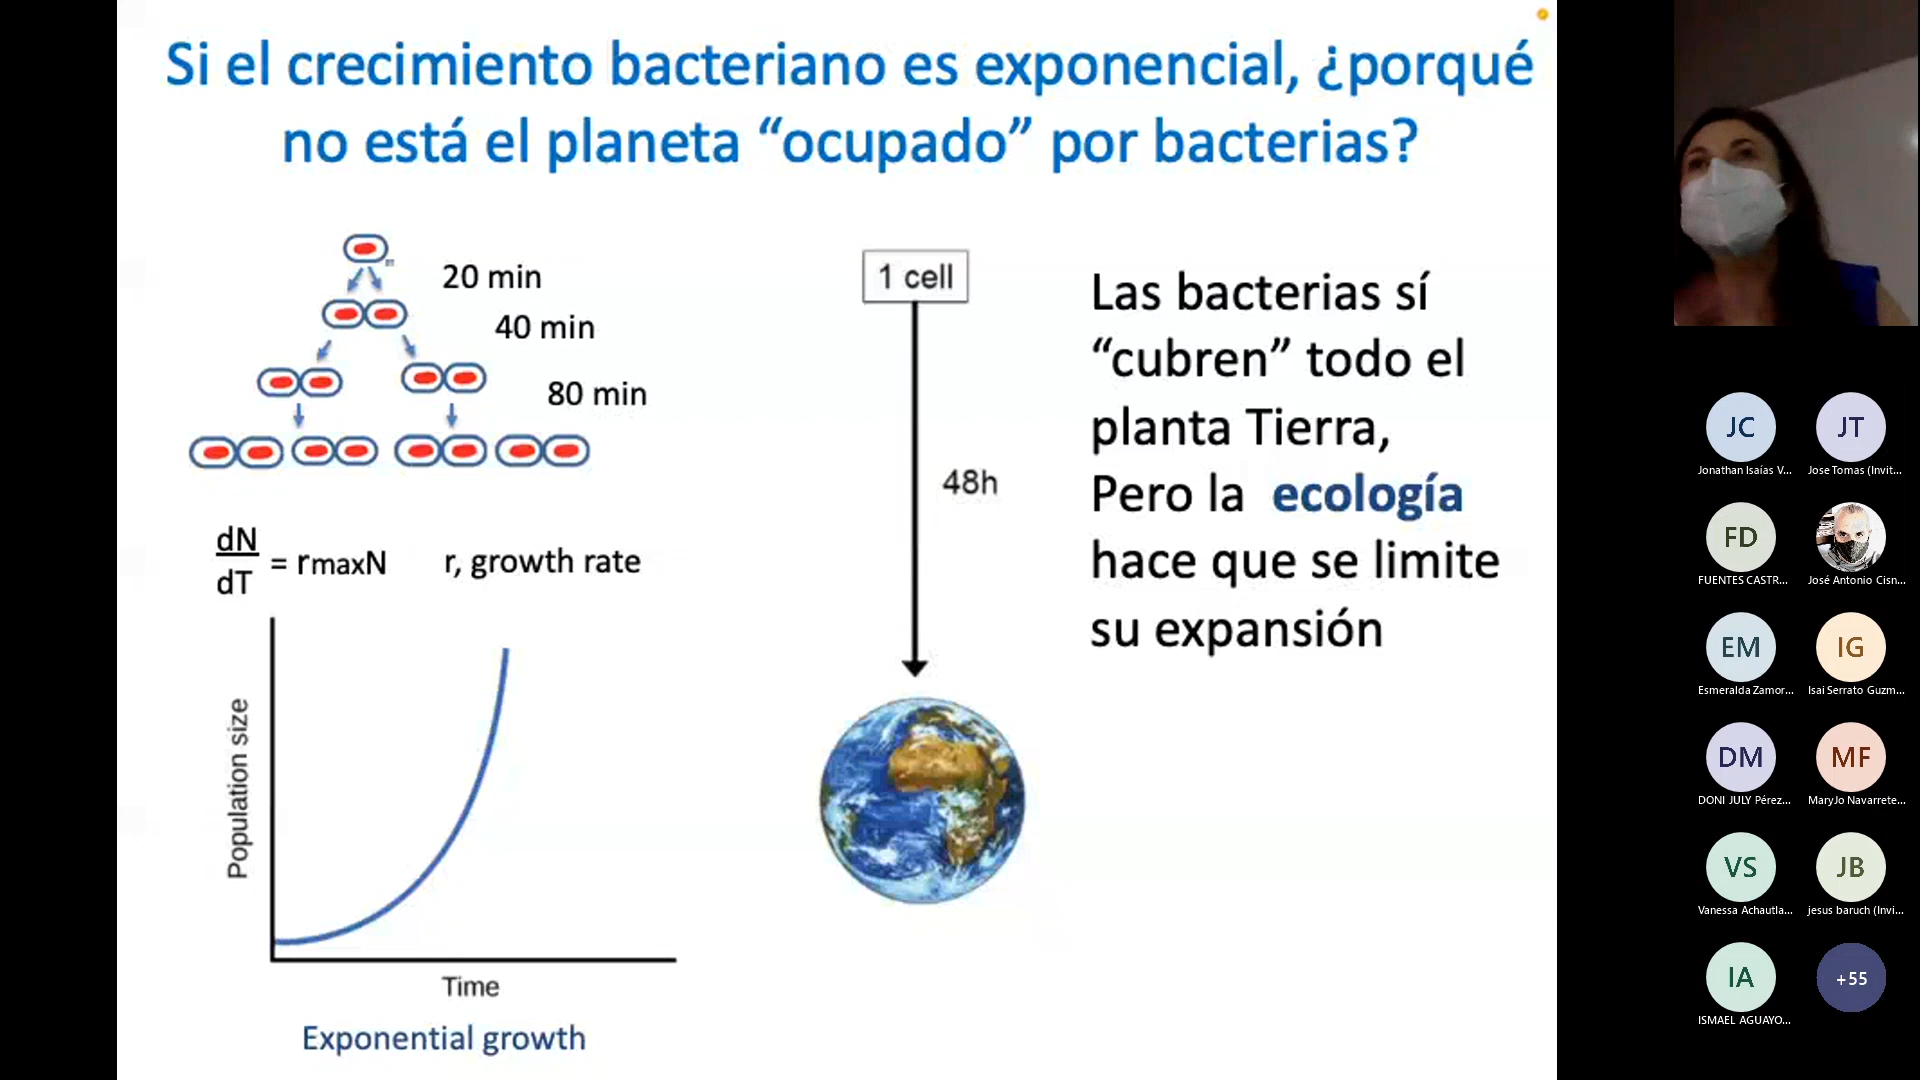 Si el crecimiento bacteriano es exponencial, ¿porqué
no está el planeta “ocupado” por bacterias?
20 min
40 min
80 min
dN
dT
= rmaxN
r, growth rate
Population size
Time
Exponential growth
1 cell
48h
Las bacterias sí
“cubren” todo el
planta Tierra,
Pero la ecología
hace que se limite
su expansión
JC
Jonathan Isaías V...
JT
Jose Tomas (Invit...
FD
FUENTES CASTR...
José Antonio Cisn...
EM
Esmeralda Zamor...
IG
Isai Serrato Guzm...
DM
DONI JULY Pérez...
MF
MaryJo Navarrete...
VS
Vanessa Achautla...
JB
jesus baruch (Invi...
IA
ISMAEL AGUAYO...
+55